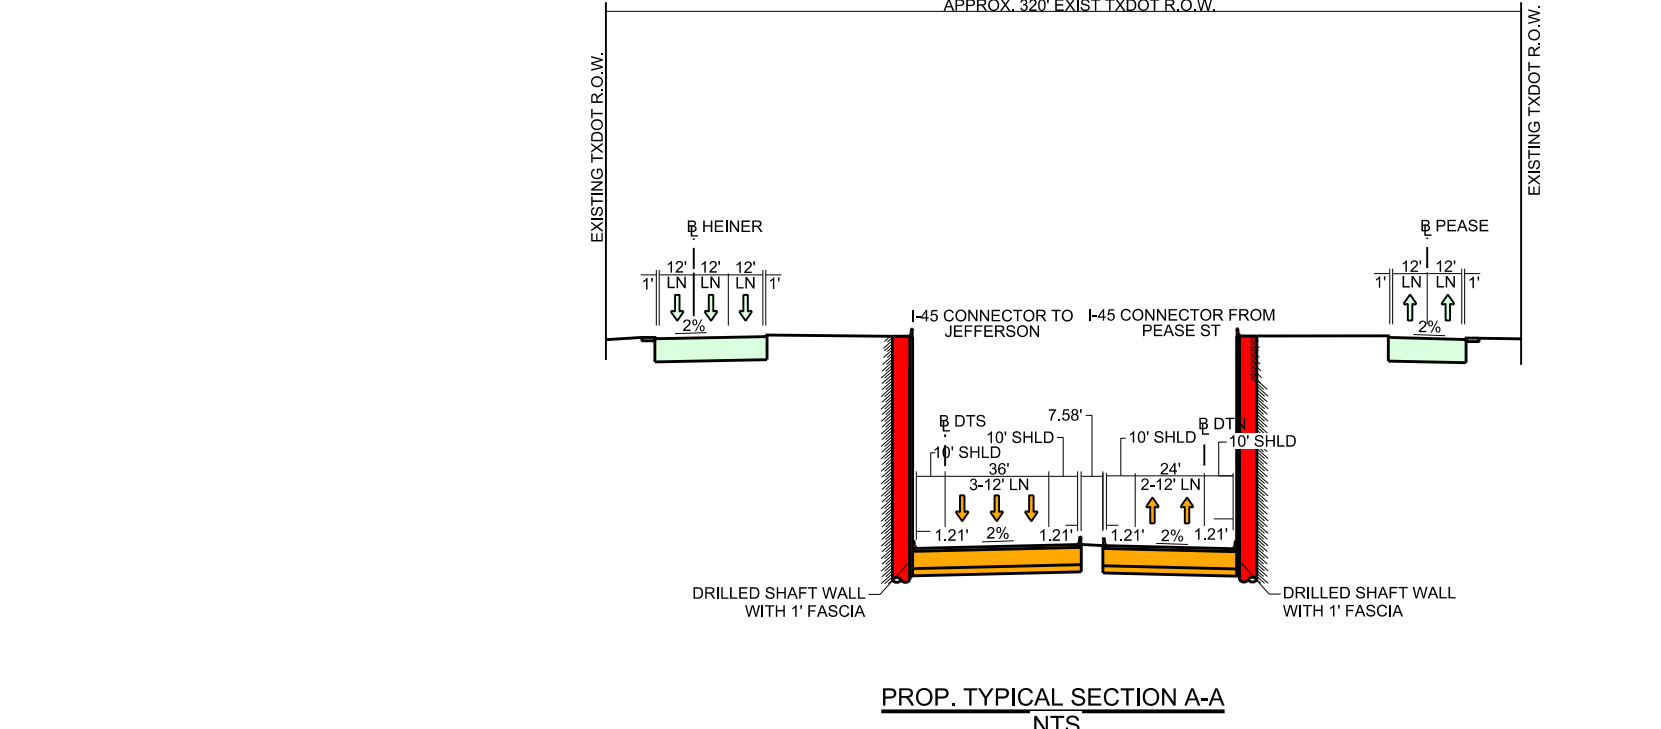 APPROX. 320' EXIST TXDOT R.O.W.
EXISTING TXDOT R.O.W.
EXISTING TXDOT R.O.W.
BL HEINER
12' 12' 12'
1' LN LN LN 1'
2%
BL PEASE
12' 12'
1' LN LN 1'
2%
I-45 CONNECTOR TO
JEFFERSON
I-45 CONNECTOR FROM
PEASE ST
BL DTS
10' SHLD
10' SHLD
7.58'
36'
3-12' LN
1.21' 2% 1.21'
BL DTN
10' SHLD
10' SHLD
24'
2-12' LN
1.21' 2% 1.21'
DRILLED SHAFT WALL
WITH 1' FASCIA
DRILLED SHAFT WALL
WITH 1' FASCIA
PROP. TYPICAL SECTION A-A
NTS